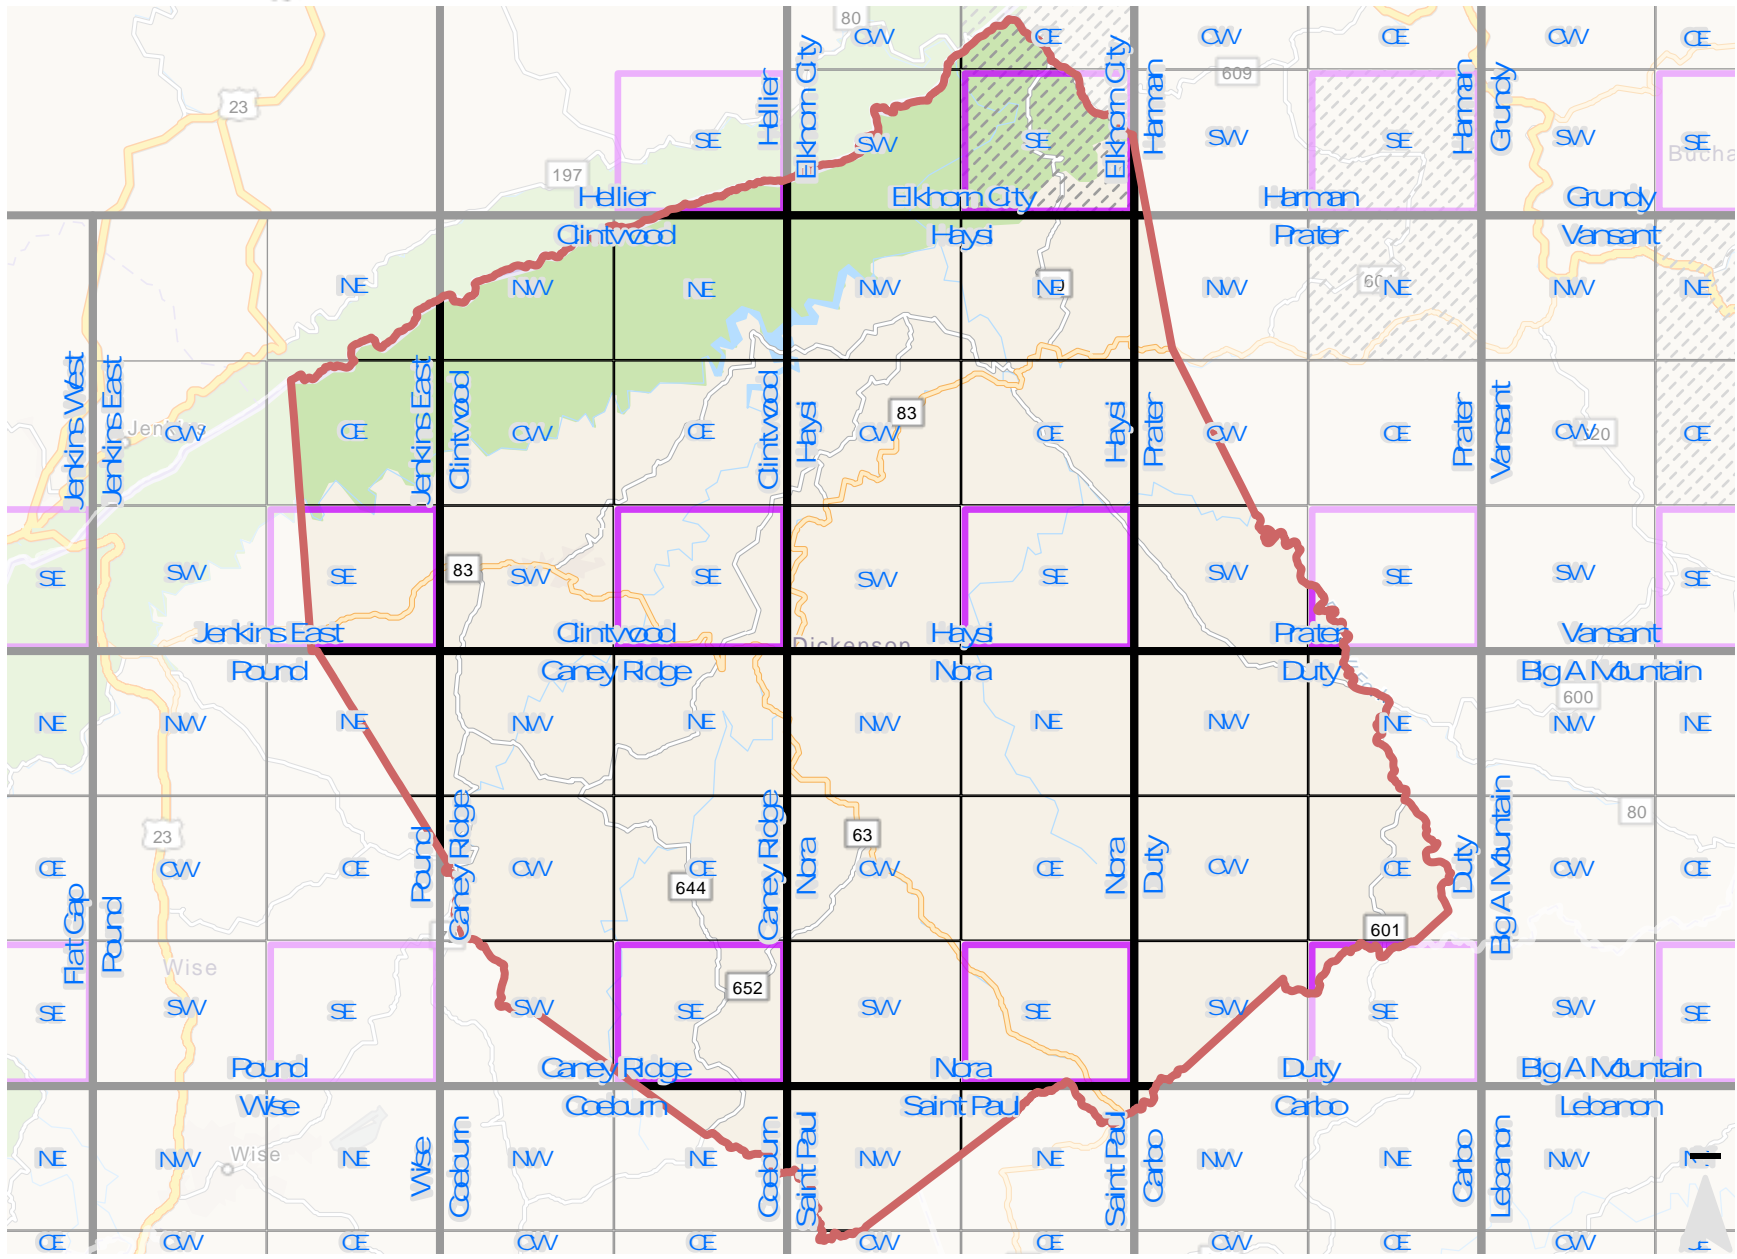 80
CW CE CW CE CW CE
23
609
SE SW SE SW SE SW SE
Hellier Elkhorn City Elkhorn City Harman Harman Grundy
197
Bucha
Hellier Elkhorn City Harman Grundy
Clintwood Haysi Prater Vansant
NE NW NE NW NE NW NE NW NE
Jenkins West Jenkins East Jenkins East Clintwood Clintwood Haysi Haysi Prater Prater Vansant
83
Jenkins
CW CE CW CE CW CE CW CE CW CE
83
SE SW SE SW SE SW SE SW SE SW SE
Jenkins East Clintwood Haysi Prater Vansant
Dickenson
Pound Caney Ridge Nora Duty Big A Mountain
600
NE NW NE NW NE NW NE NW NE NW NE
23
63
80
CE CW CE CW CE CW CE CW CE CW CE
644
Flat Gap Pound Pound Caney Ridge Caney Ridge Nora Nora Duty Duty Big A Mountain
601
Wise
652
SE SW SE SW SE SW SE SW SE SW SE
Pound Caney Ridge Nora Duty Big A Mountain
Wise Coeburn Saint Paul Carbo Lebanon
Wise
NE NW NE NW NE NW NE NW NE NW
Wise Coeburn Coeburn Saint Paul Saint Paul Carbo Carbo Lebanon
CE CW CE CW CE CW CE CW CE CW CE